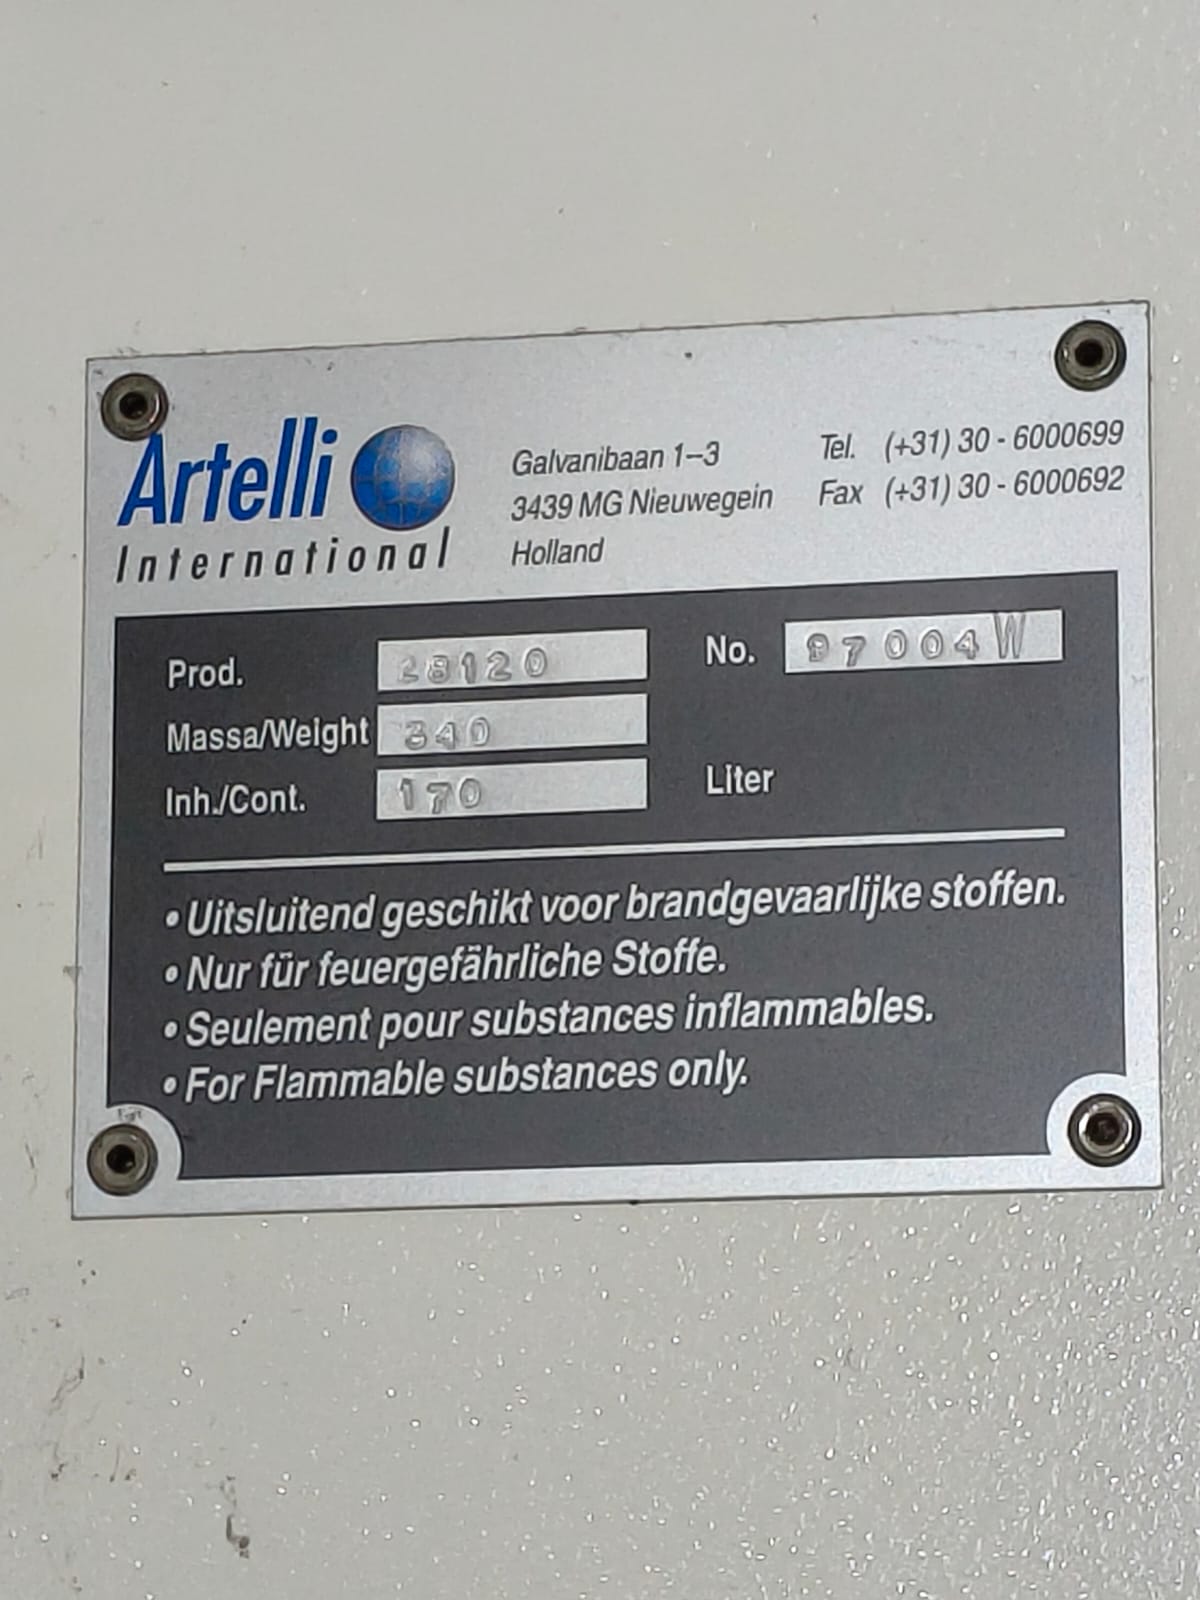 Artelli
International
Galvanibaan 1-3
3439 MG Nieuwegein
Holland
Tel. (+31) 30 - 6000699
Fax (+31) 30 - 6000692
Prod. 28120
No. 97004W
Massa/Weight 340
Inh./Cont. 170 Liter
• Uitsluitend geschikt voor brandgevaarlijke stoffen.
• Nur für feuergefährliche Stoffe.
• Seulement pour substances inflammables.
• For Flammable substances only.